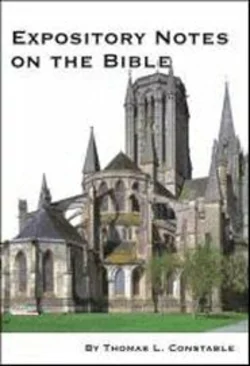 EXPOSITORY NOTES
ON THE BIBLE
BY THOMAS L. CONSTABLE